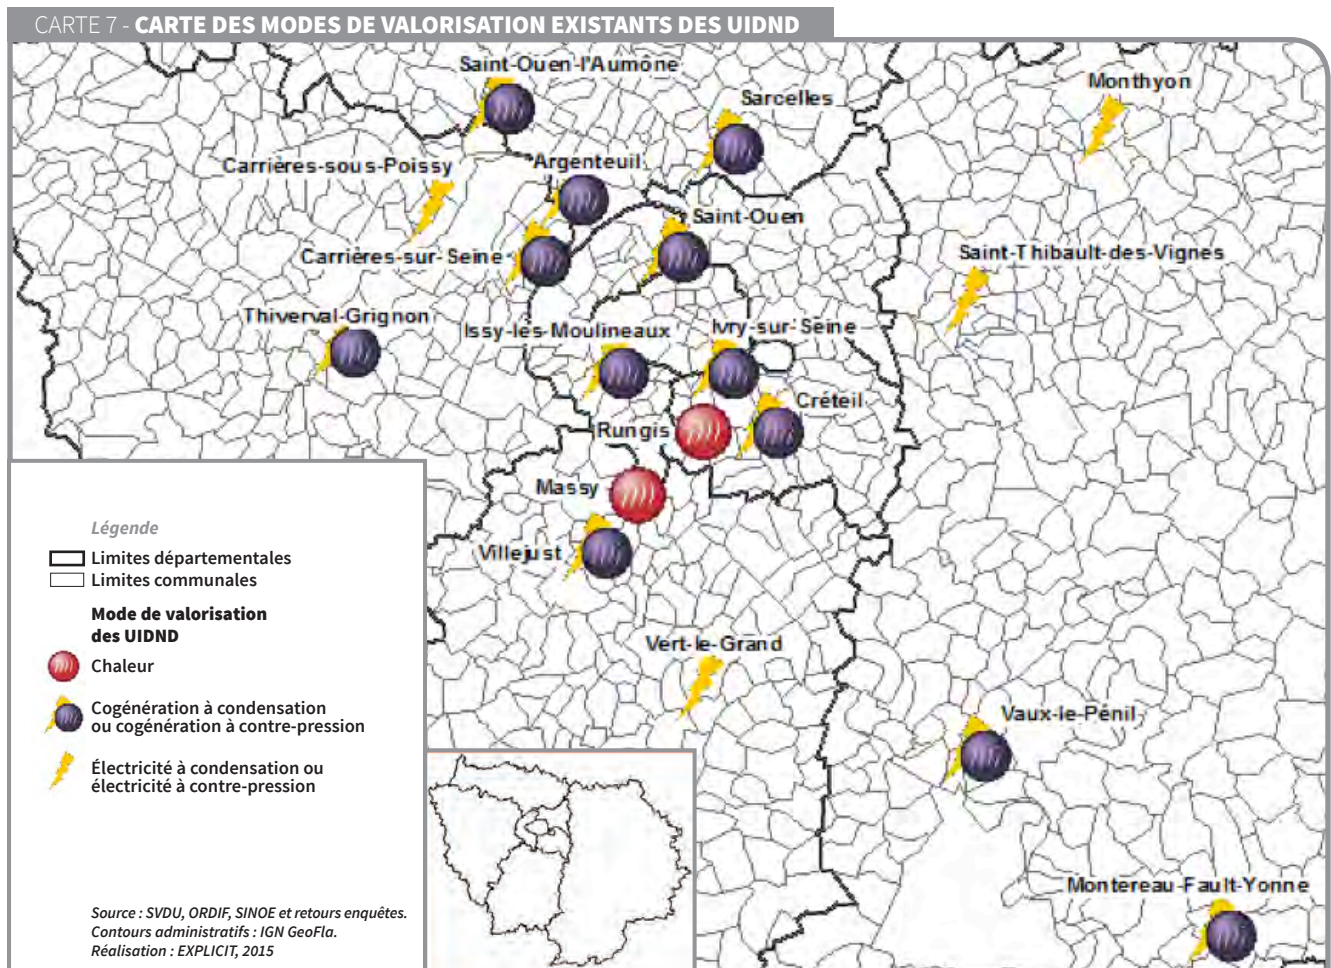 CARTE 7 - CARTE DES MODES DE VALORISATION EXISTANTS DES UIDND
Saint-Ouen-l'Aumône
Monthyon
Sarcelles
Carrières-sous-Poissy
Argenteuil
Saint-Ouen
Carrières-sur-Seine
Saint-Thibault-des-Vignes
Thiverval-Grignon
Issy-les-Moulineaux
Ivry-sur-Seine
Créteil
Rungis
Massy
Villejust
Vert-le-Grand
Vaux-le-Pénil
Montereau-Fault-Yonne
Légende
Limites départementales
Limites communales
Mode de valorisation
des UIDND
Chaleur
Cogénération à condensation
ou cogénération à contre-pression
Électricité à condensation ou
électricité à contre-pression
Source : SVDU, ORDIF, SINOE et retours enquêtes.
Contours administratifs : IGN GeoFla.
Réalisation : EXPLICIT, 2015